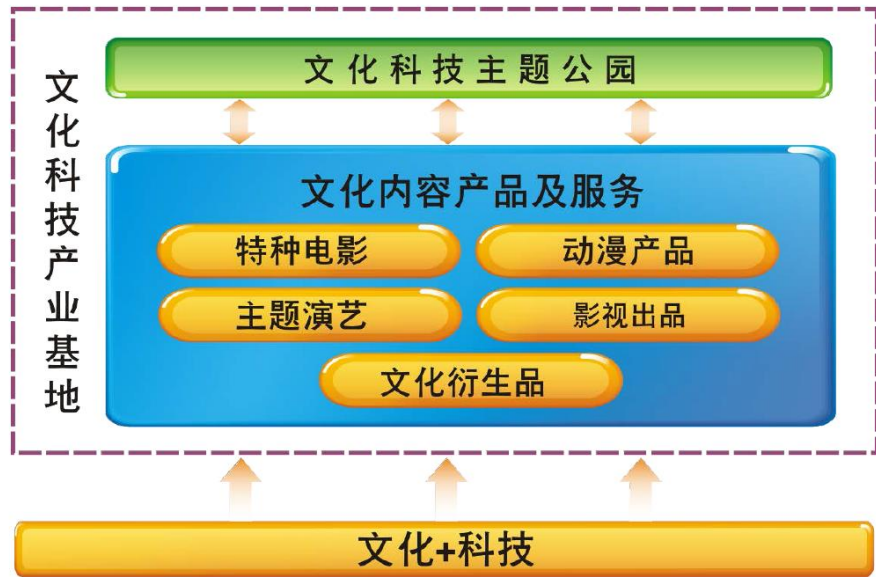 文化科技产业基地
文化科技主题公园
文化内容产品及服务
特种电影
动漫产品
主题演艺
影视出品
文化衍生品
文化+科技